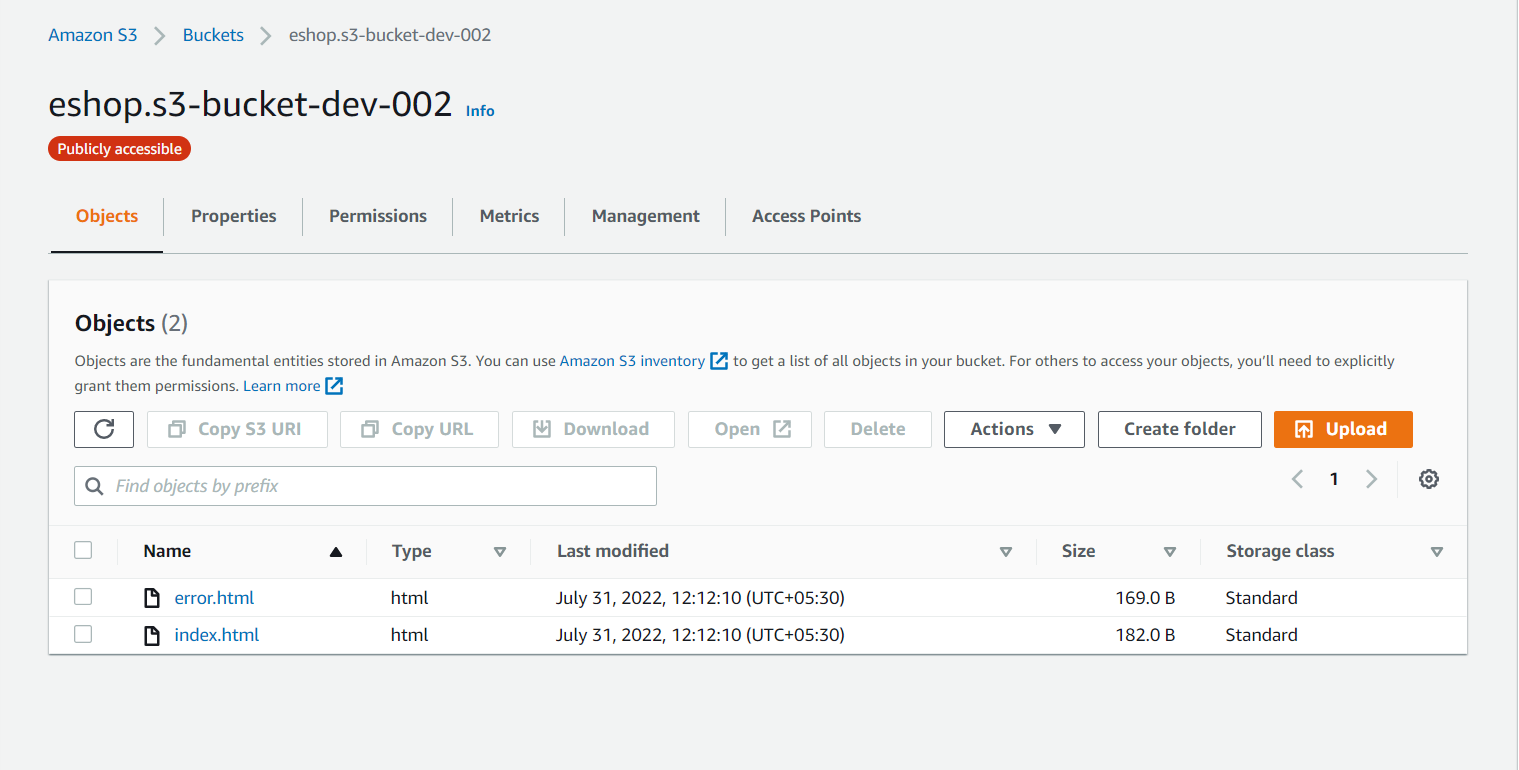 Amazon S3 Buckets eshop.s3-bucket-dev-002
eshop.s3-bucket-dev-002 Info
Publicly accessible
Objects Properties Permissions Metrics Management Access Points
Objects (2)
Objects are the fundamental entities stored in Amazon S3. You can use Amazon S3 inventory to get a list of all objects in your bucket. For others to access your objects, you’ll need to explicitly
grant them permissions. Learn more
Copy S3 URI Copy URL Download Open Delete Actions Create folder Upload
Find objects by prefix 1
Name Type Last modified Size Storage class
error.html html July 31, 2022, 12:12:10 (UTC+05:30) 169.0 B Standard
index.html html July 31, 2022, 12:12:10 (UTC+05:30) 182.0 B Standard